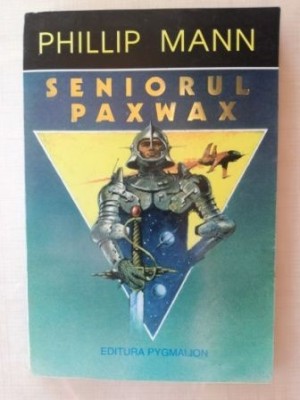 PHILLIP MANN
SENIORUL
PAXWAX
EDITURA PYGMALION